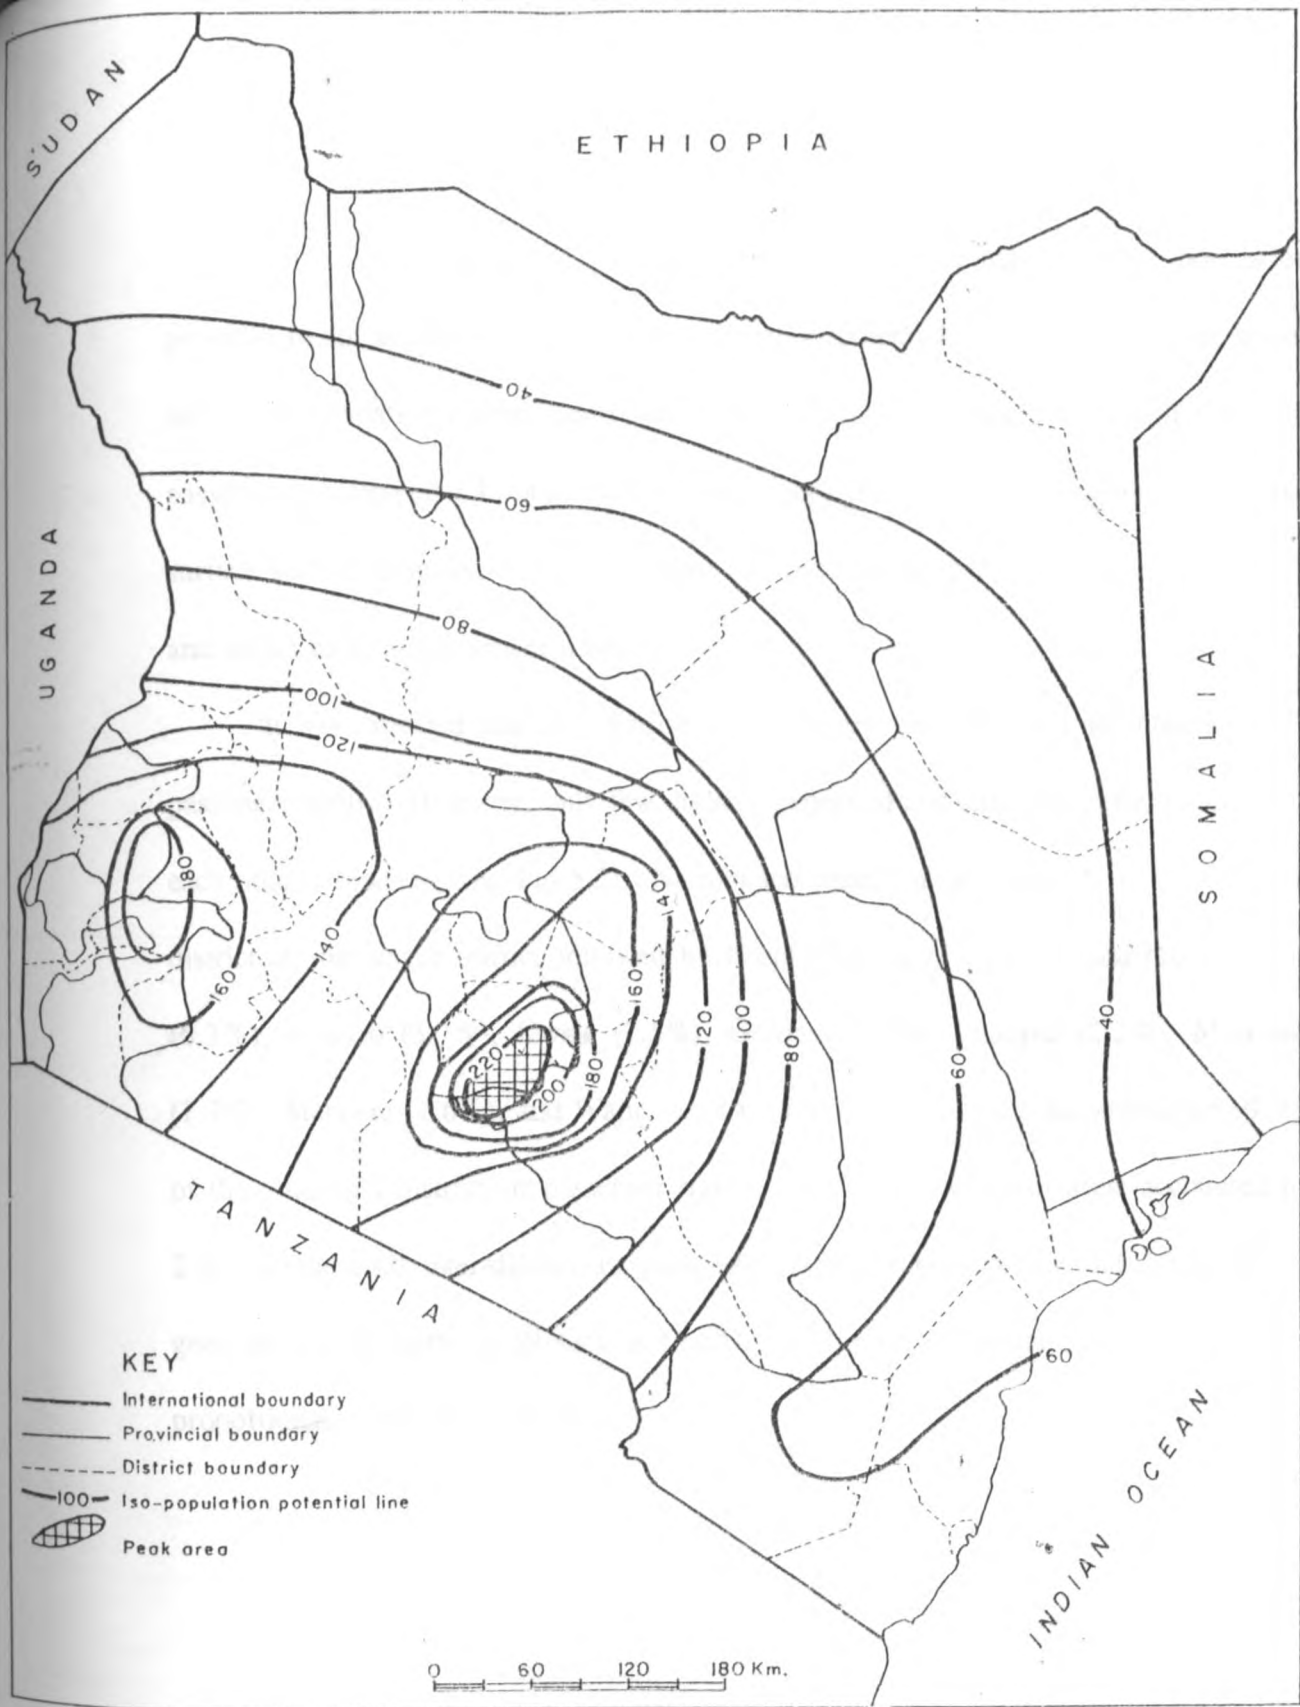 SUDAN
ETHIOPIA
UGANDA
SOMALIA
TANZANIA
INDIAN OCEAN
40
60
80
100
120
140
160
180
140
160
180
200
220
120
100
80
60
40
60
KEY
International boundary
Provincial boundary
District boundary
100 Iso-population potential line
Peak area
0 60 120 180 Km.